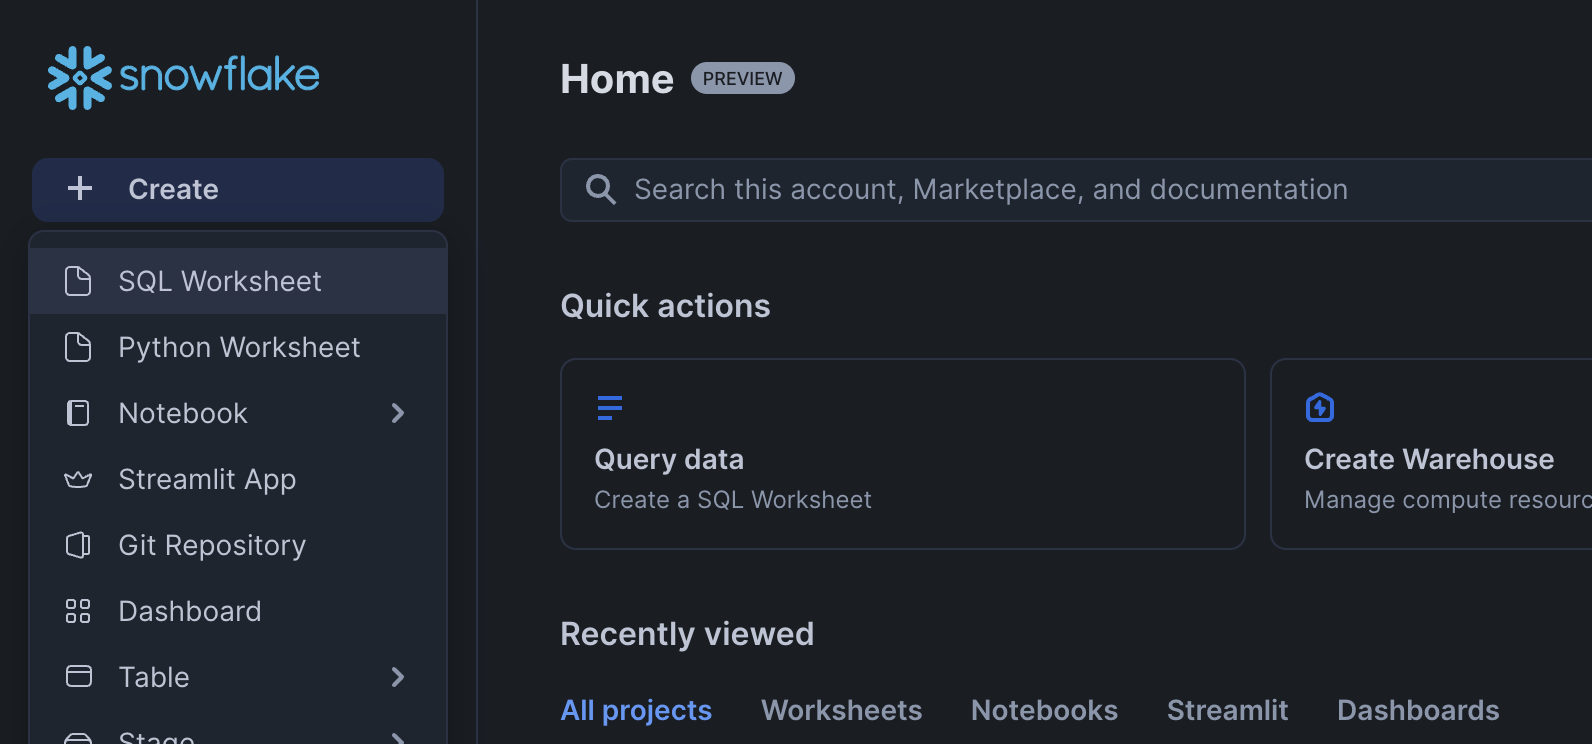 snowflake
Create
SQL Worksheet
Python Worksheet
Notebook
Streamlit App
Git Repository
Dashboard
Table
Stage
Home PREVIEW
Search this account, Marketplace, and documentation
Quick actions
Query data
Create a SQL Worksheet
Create Warehouse
Manage compute resourc
Recently viewed
All projects Worksheets Notebooks Streamlit Dashboards